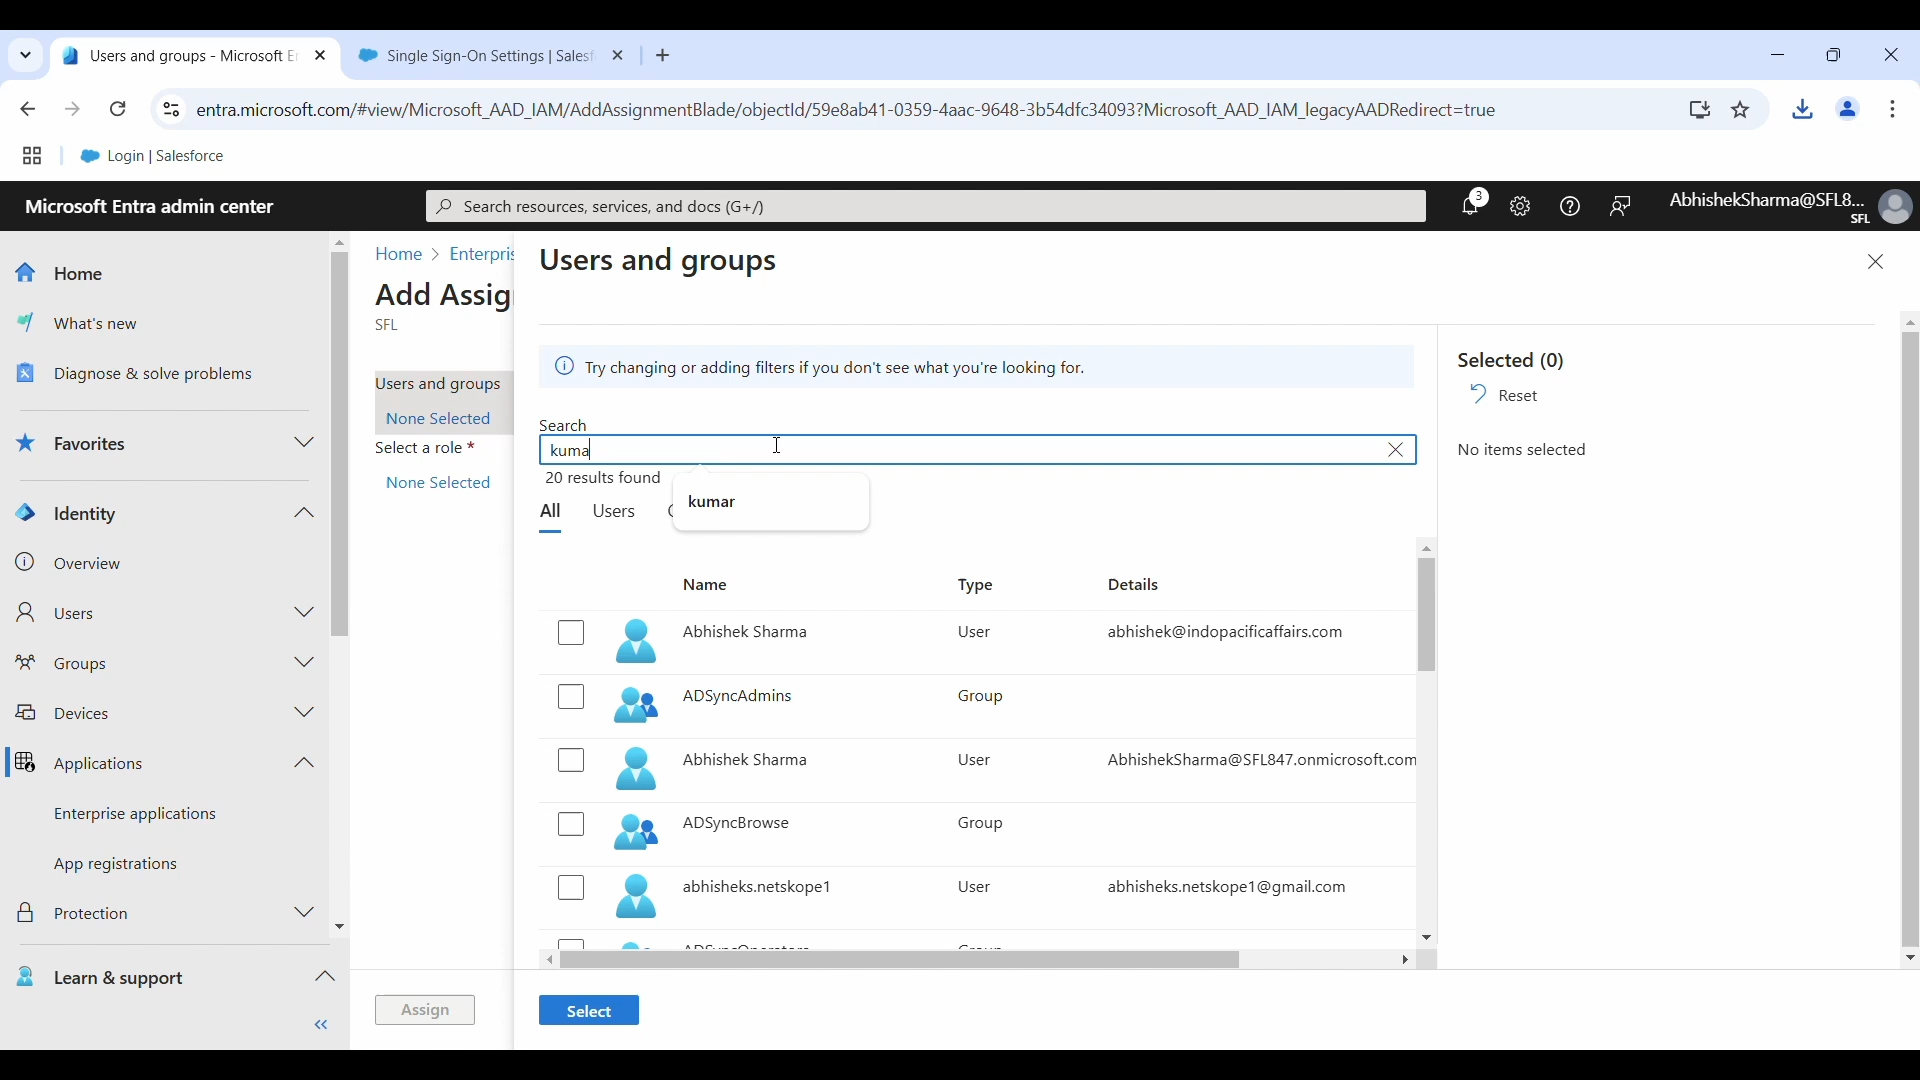 Users and groups - Microsoft E
Single Sign-On Settings | Salesf
entra.microsoft.com/#view/Microsoft_AAD_IAM/AddAssignmentBlade/objectId/59e8ab41-0359-4aac-9648-3b54dfc34093?Microsoft_AAD_IAM_legacyAADRedirect=true
Login | Salesforce
Microsoft Entra admin center
Search resources, services, and docs (G+/)
3
AbhishekSharma@SFL8...
SFL
Home
What's new
Diagnose & solve problems
Favorites
Identity
Overview
Users
Groups
Devices
Applications
Enterprise applications
App registrations
Protection
Learn & support
Home > Enterpris
Add Assig
SFL
Users and groups
None Selected
Select a role *
None Selected
Assign
Users and groups
Try changing or adding filters if you don't see what you're looking for.
Search
kuma
20 results found
kumar
All Users
Name Type Details
Abhishek Sharma User abhishek@indopacificaffairs.com
ADSyncAdmins Group
Abhishek Sharma User AbhishekSharma@SFL847.onmicrosoft.com
ADSyncBrowse Group
abhisheks.netskope1 User abhisheks.netskope1@gmail.com
ADSyncOperators Group
Select
Selected (0)
Reset
No items selected